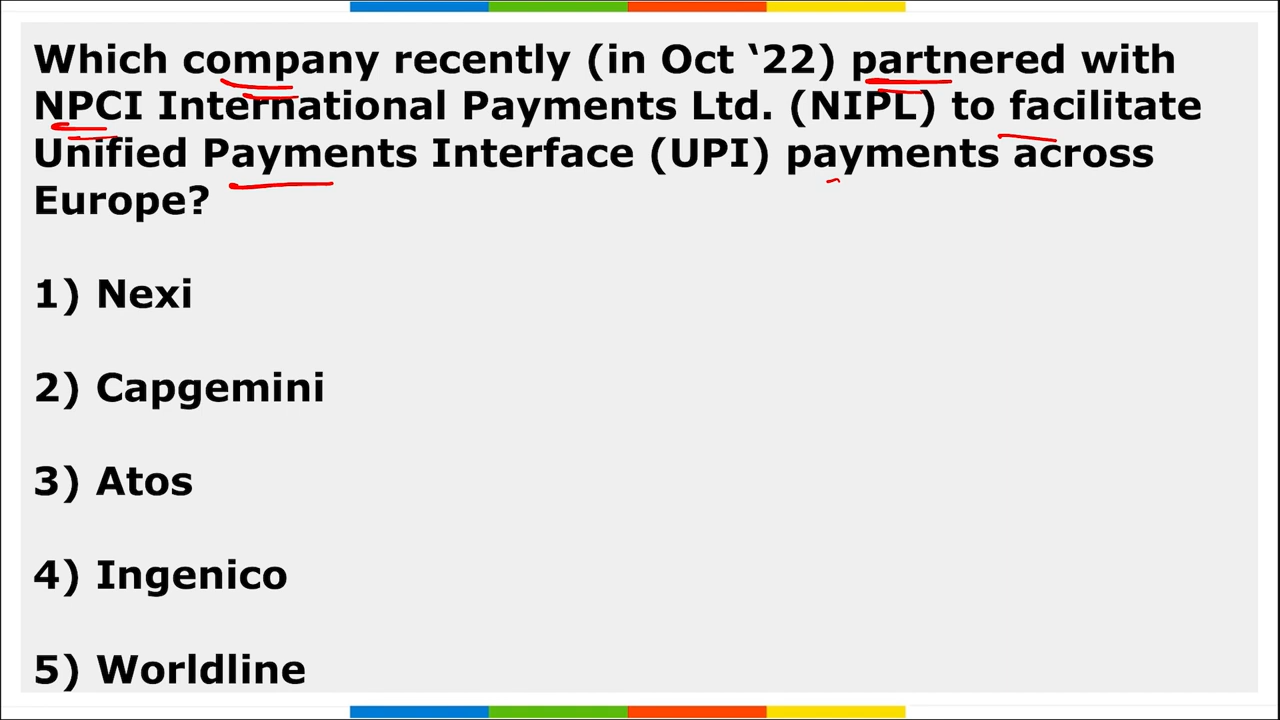 Which company recently (in Oct ‘22) partnered with
NPCI International Payments Ltd. (NIPL) to facilitate
Unified Payments Interface (UPI) payments across
Europe?
1) Nexi
2) Capgemini
3) Atos
4) Ingenico
5) Worldline